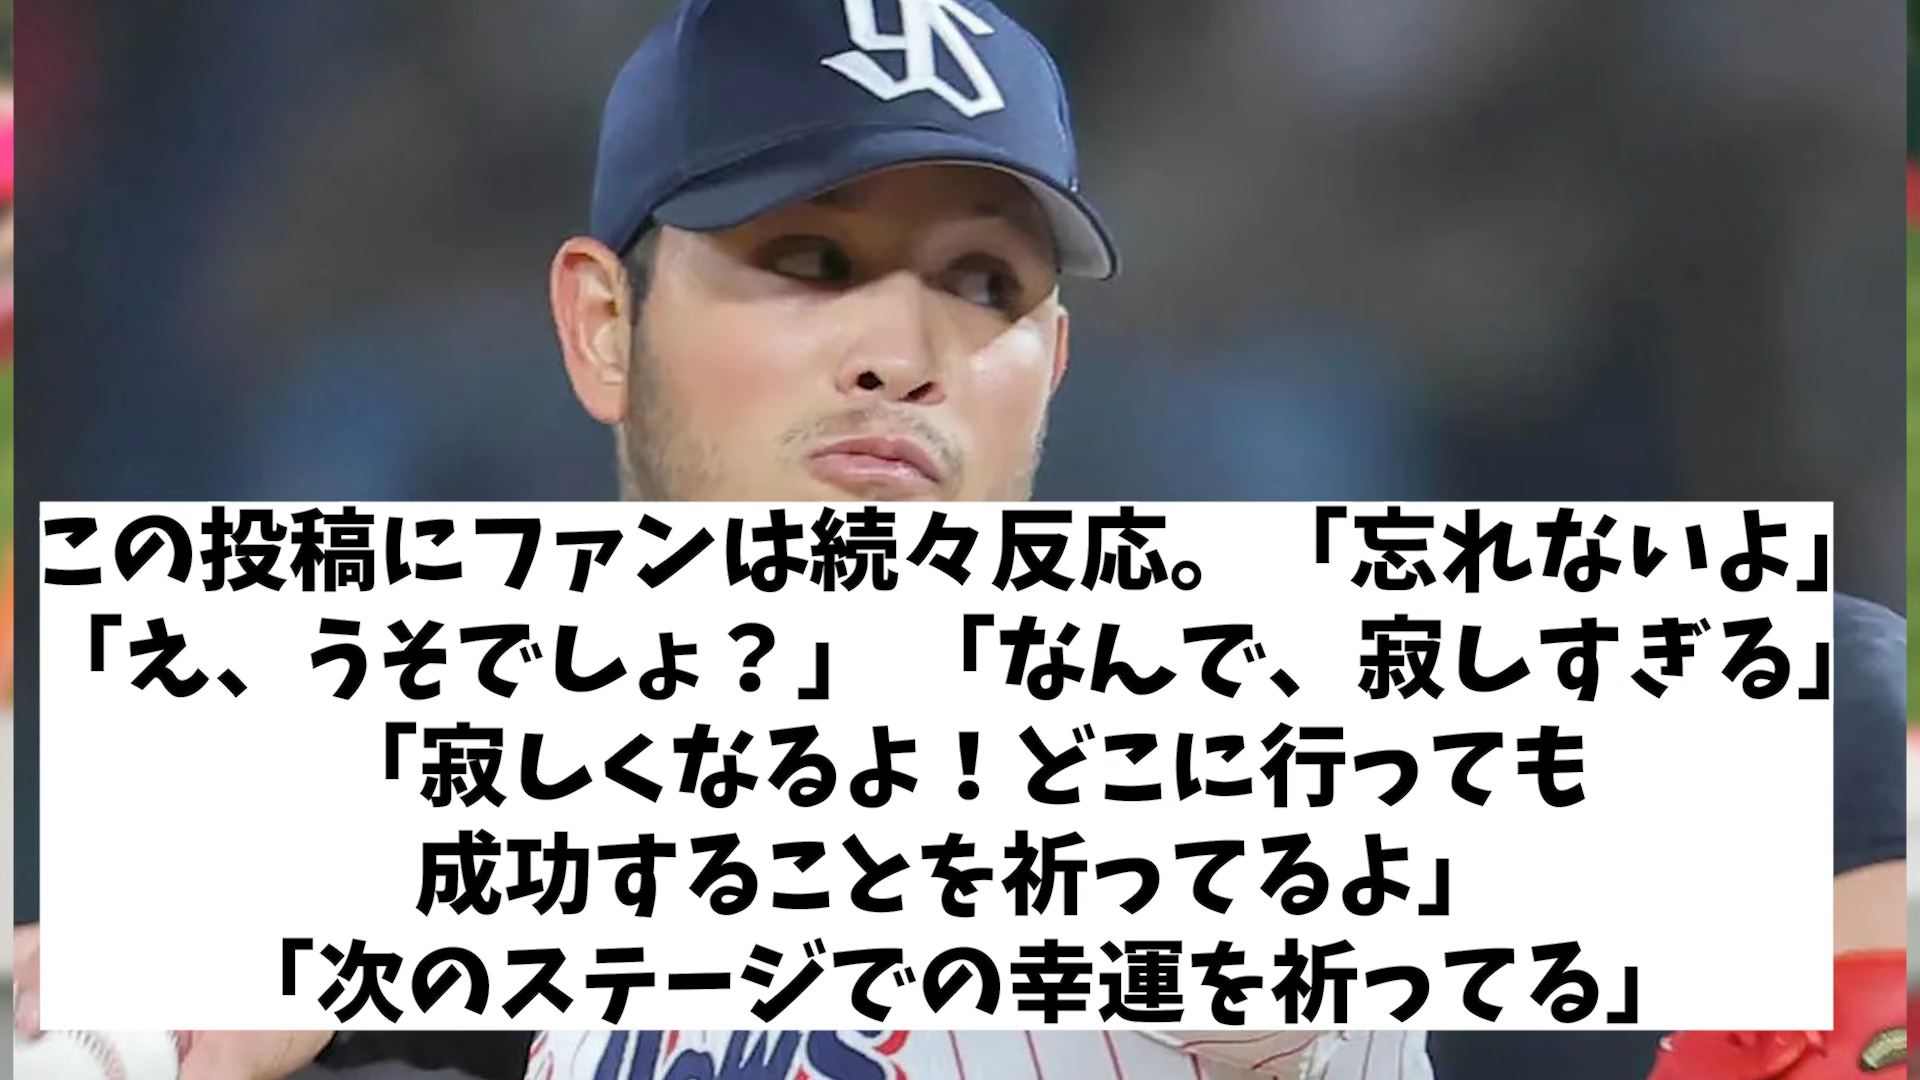 YS
この投稿にファンは続々反応。「忘れないよ」
「え、うそでしょ？」「なんで、寂しすぎる」
「寂しくなるよ！どこに行っても
成功することを祈ってるよ」
「次のステージでの幸運を祈ってる」